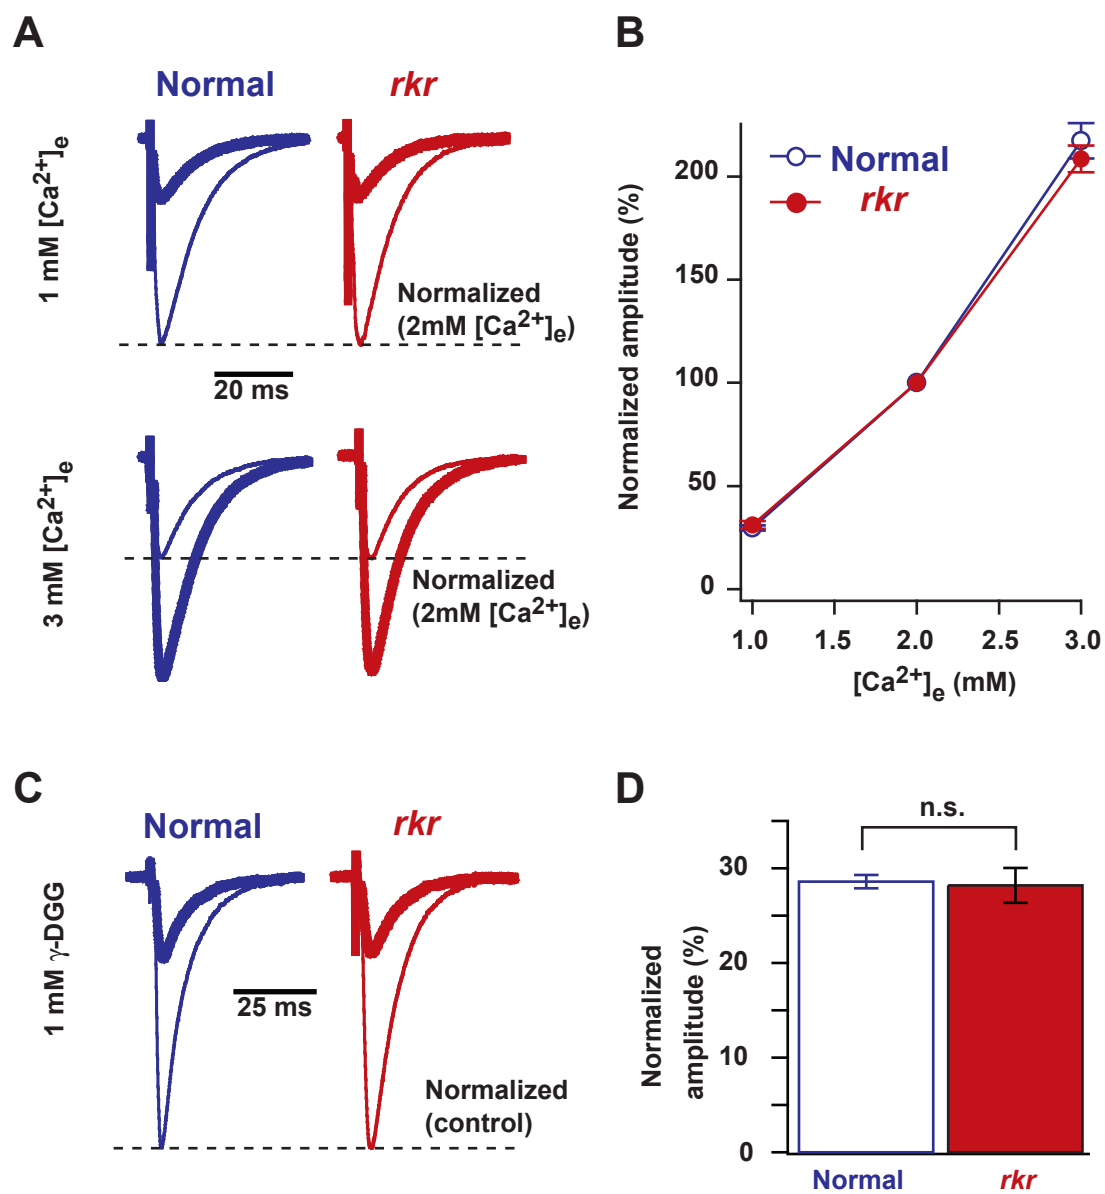 A
Normal
rkr
1 mM [Ca2+]e
Normalized
(2mM [Ca2+]e)
20 ms
3 mM [Ca2+]e
Normalized
(2mM [Ca2+]e)
B
Normal
rkr
Normalized amplitude (%)
200
150
100
50
0
1.0 1.5 2.0 2.5 3.0
[Ca2+]e (mM)
C
Normal
rkr
1 mM γ-DGG
25 ms
Normalized
(control)
D
n.s.
Normalized
amplitude (%)
30
20
10
0
Normal
rkr